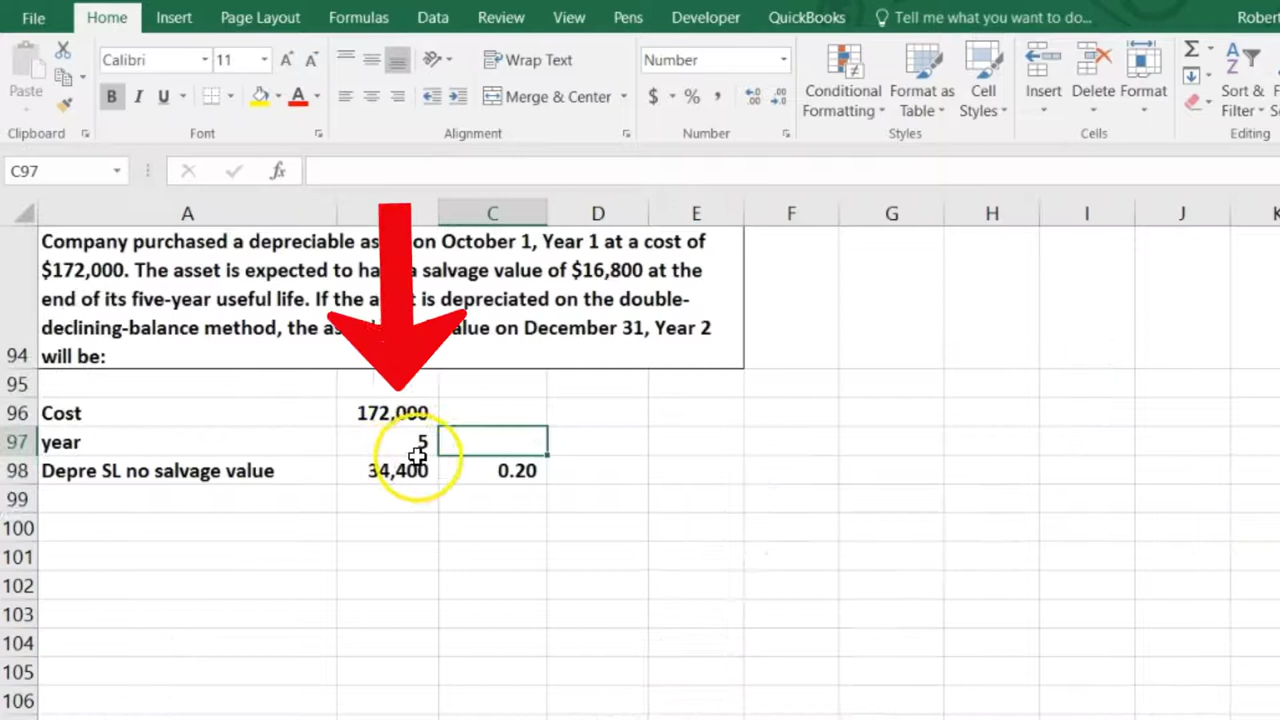 File Home Insert Page Layout Formulas Data Review View Pens Developer QuickBooks Tell me what you want to do... Rober
Calibri 11 A A Wrap Text Number
Paste B I U A Merge & Center $ % , Conditional Formatting Format as Table Cell Styles Insert Delete Format Sort & Filter
Clipboard Font Alignment Number Styles Cells Editing
C97 fx
A C D E F G H I J K
Company purchased a depreciable on October 1, Year 1 at a cost of
$172,000. The asset is expected to a salvage value of $16,800 at the
end of its five-year useful life. If the is depreciated on the double-
declining-balance method, the on December 31, Year 2
94 will be:
95
96 Cost 172,000
97 year 5
98 Depre SL no salvage value 34,400 0.20
99
100
101
102
103
104
105
106